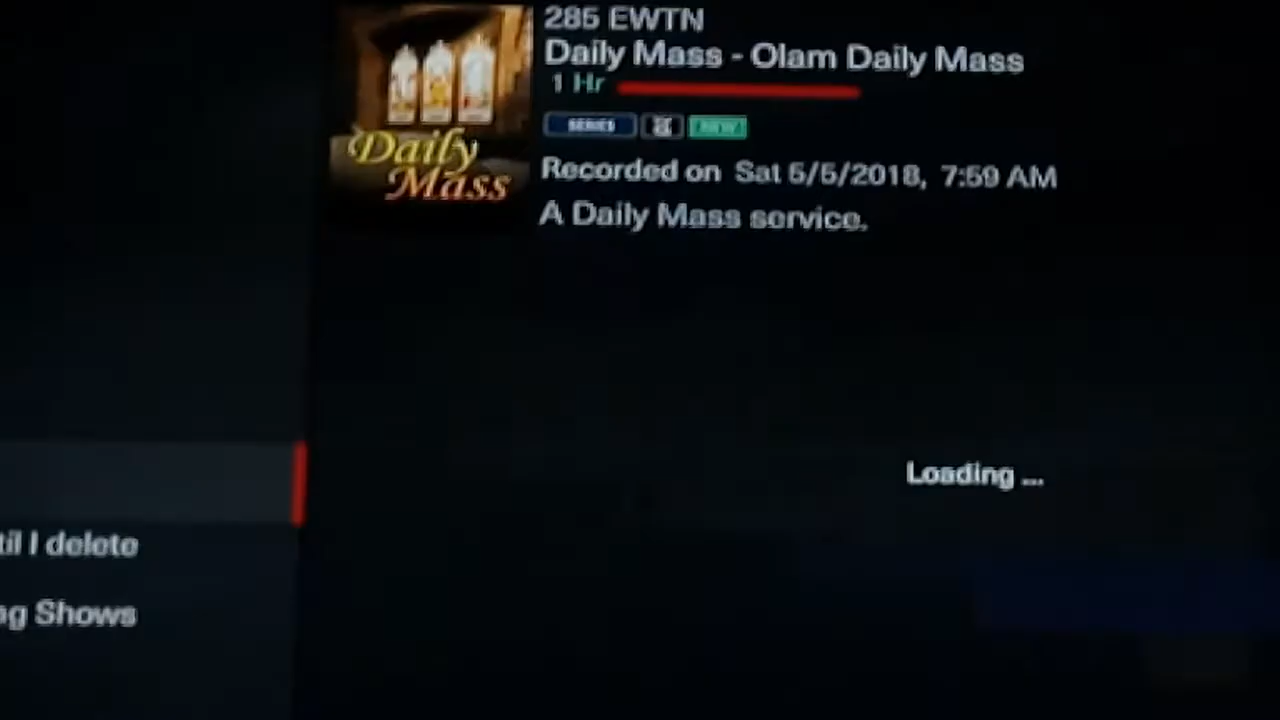 285 EWTN
Daily Mass - Olam Daily Mass
1 Hr
SERIES
NEW
Recorded on Sat 5/5/2018, 7:59 AM
A Daily Mass service.
Daily
Mass
Loading ...
til I delete
ng Shows